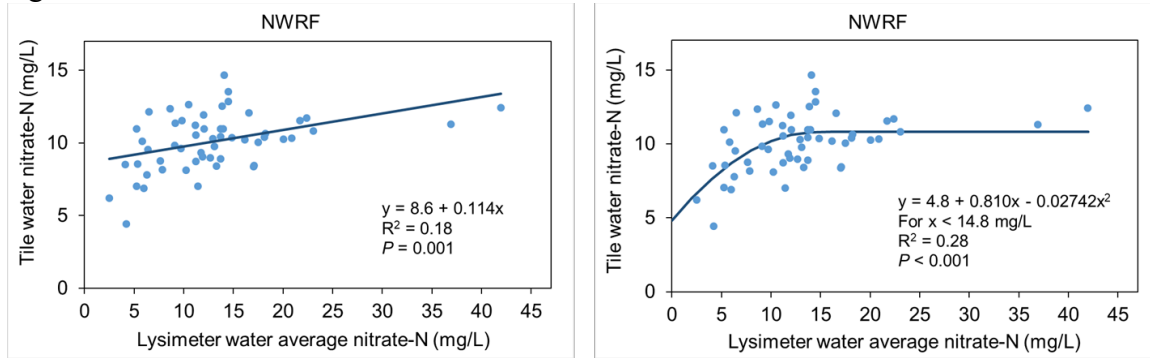 NWRF
Tile water nitrate-N (mg/L)
15
10
5
0
y = 8.6 + 0.114x
R² = 0.18
P = 0.001
0 5 10 15 20 25 30 35 40 45
Lysimeter water average nitrate-N (mg/L)
NWRF
Tile water nitrate-N (mg/L)
15
10
5
0
y = 4.8 + 0.810x - 0.02742x²
For x < 14.8 mg/L
R² = 0.28
P < 0.001
0 5 10 15 20 25 30 35 40 45
Lysimeter water average nitrate-N (mg/L)